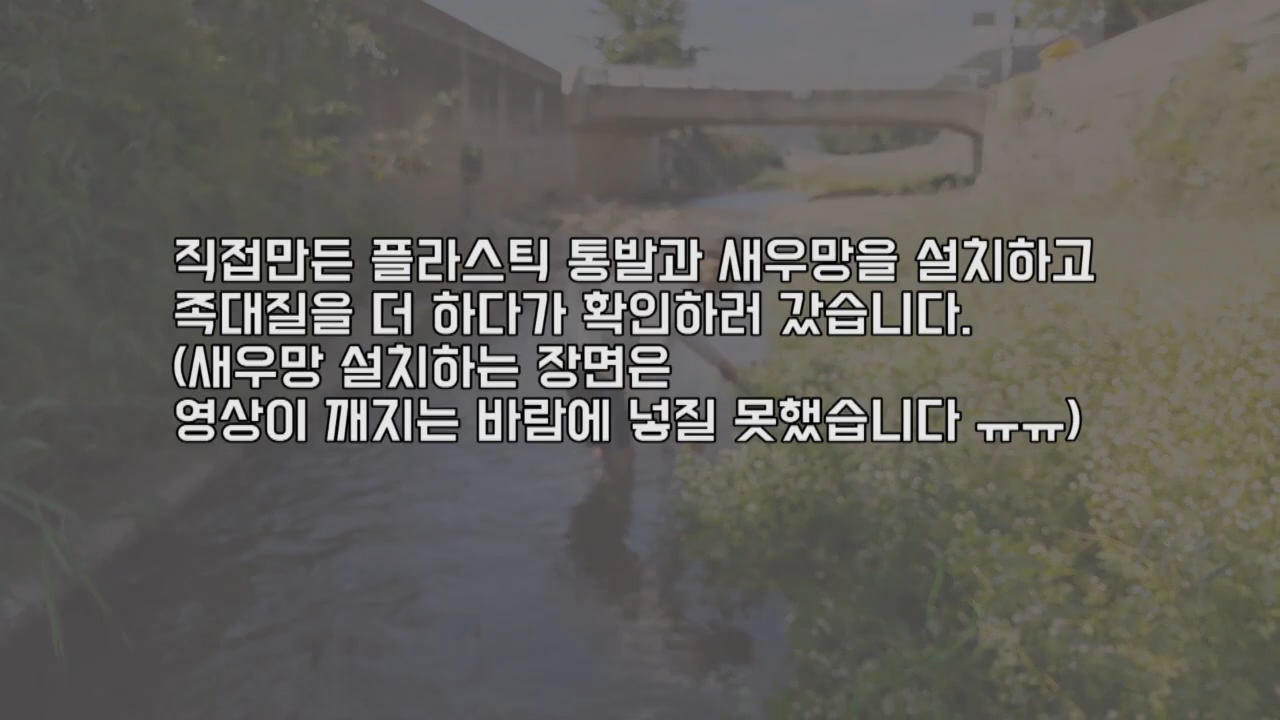 직접만든 플라스틱 통발과 새우망을 설치하고
족대질을 더 하다가 확인하러 갔습니다.
(새우망 설치하는 장면은
영상이 깨지는 바람에 넣질 못했습니다 ㅠㅠ)